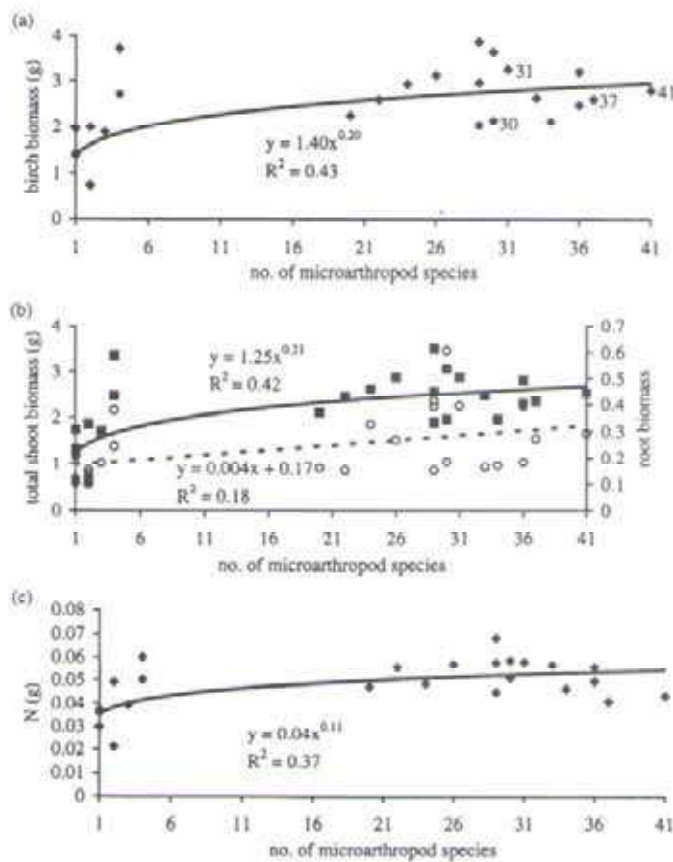 (a)
4
3
2
1
0
birch biomass (g)
31
37
41
30
y = 1.40x^0.20
R² = 0.43
1 6 11 16 21 26 31 36 41
no. of microarthropod species
(b)
4
3
2
1
0
total shoot biomass (g)
0.7
0.6
0.5
0.4
0.3
0.2
0.1
0
root biomass
y = 1.25x^0.21
R² = 0.42
y = 0.004x + 0.17
R² = 0.18
1 6 11 16 21 26 31 36 41
no. of microarthropod species
(c)
0.08
0.07
0.06
0.05
0.04
0.03
0.02
0.01
0
N (g)
y = 0.04x^0.11
R² = 0.37
1 6 11 16 21 26 31 36 41
no. of microarthropod species